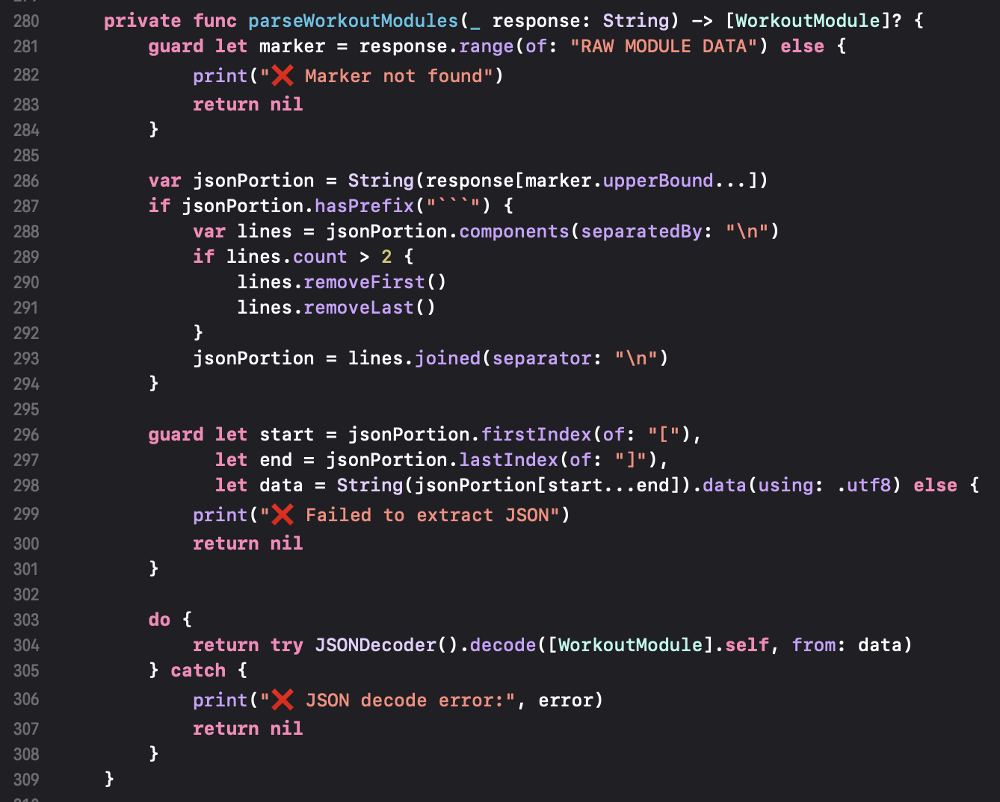 280 private func parseWorkoutModules(_ response: String) -> [WorkoutModule]? {
281 guard let marker = response.range(of: "RAW MODULE DATA") else {
282 print("❌ Marker not found")
283 return nil
284 }
285
286 var jsonPortion = String(response[marker.upperBound...])
287 if jsonPortion.hasPrefix("```") {
288 var lines = jsonPortion.components(separatedBy: "\n")
289 if lines.count > 2 {
290 lines.removeFirst()
291 lines.removeLast()
292 }
293 jsonPortion = lines.joined(separator: "\n")
294 }
295
296 guard let start = jsonPortion.firstIndex(of: "["),
297 let end = jsonPortion.lastIndex(of: "]"),
298 let data = String(jsonPortion[start...end]).data(using: .utf8) else {
299 print("❌ Failed to extract JSON")
300 return nil
301 }
302
303 do {
304 return try JSONDecoder().decode([WorkoutModule].self, from: data)
305 } catch {
306 print("❌ JSON decode error:", error)
307 return nil
308 }
309 }